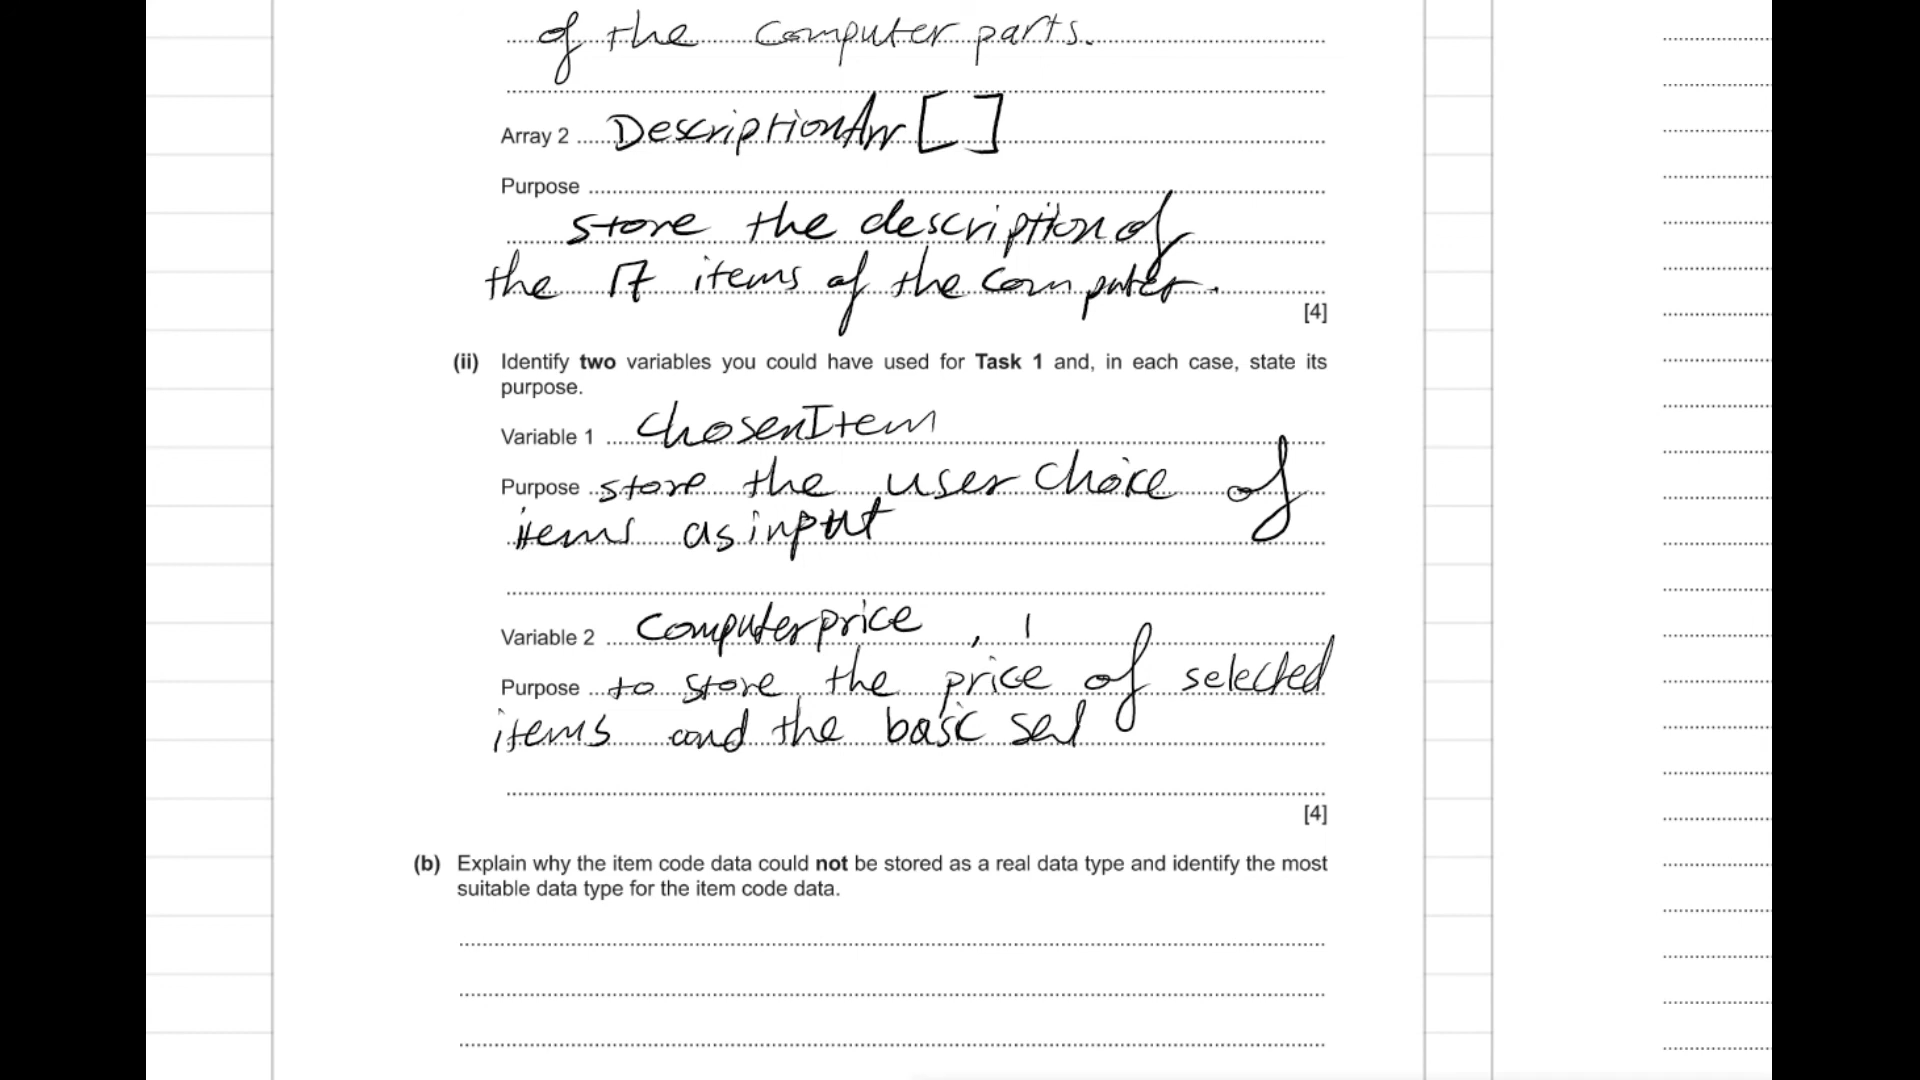 of the computer parts.
Array 2 DescriptionArr []
Purpose
store the description of
the 17 items of the computer.
[4]
(ii) Identify two variables you could have used for Task 1 and, in each case, state its
purpose.
Variable 1 chosenItem
Purpose store the user choice of
items as input
Variable 2 computerprice
Purpose to store the price of selected
items and the basic set
[4]
(b) Explain why the item code data could not be stored as a real data type and identify the most
suitable data type for the item code data.